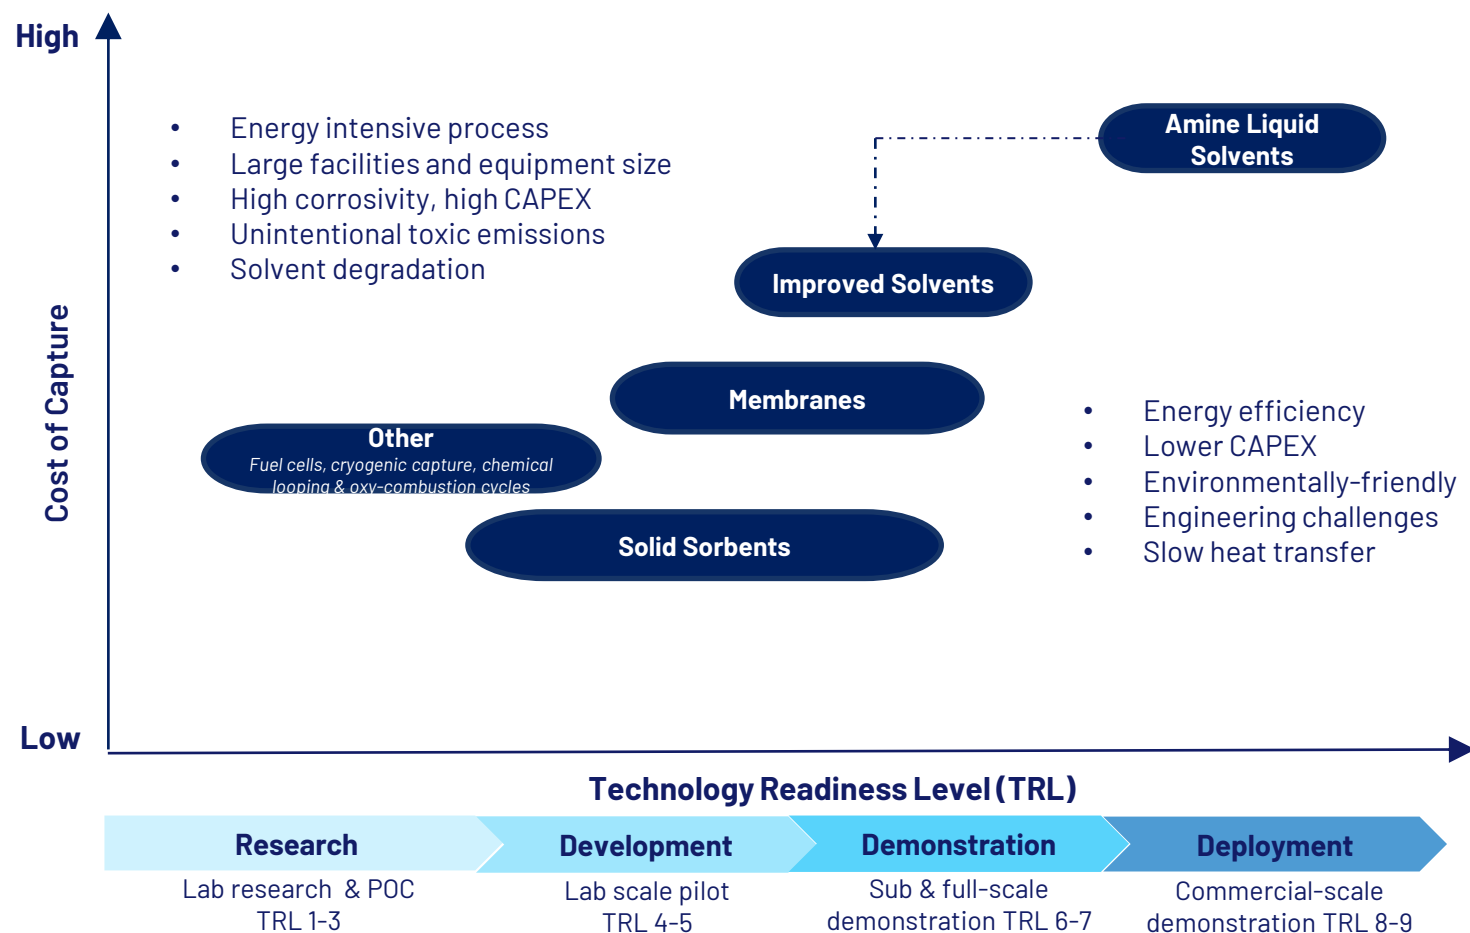 High
• Energy intensive process
• Large facilities and equipment size
• High corrosivity, high CAPEX
• Unintentional toxic emissions
• Solvent degradation
Amine Liquid
Solvents
Improved Solvents
Membranes
Other
Fuel cells, cryogenic capture, chemical
looping & oxy-combustion cycles
Solid Sorbents
• Energy efficiency
• Lower CAPEX
• Environmentally-friendly
• Engineering challenges
• Slow heat transfer
Cost of Capture
Low
Technology Readiness Level (TRL)
Research
Lab research & POC
TRL 1-3
Development
Lab scale pilot
TRL 4-5
Demonstration
Sub & full-scale
demonstration TRL 6-7
Deployment
Commercial-scale
demonstration TRL 8-9